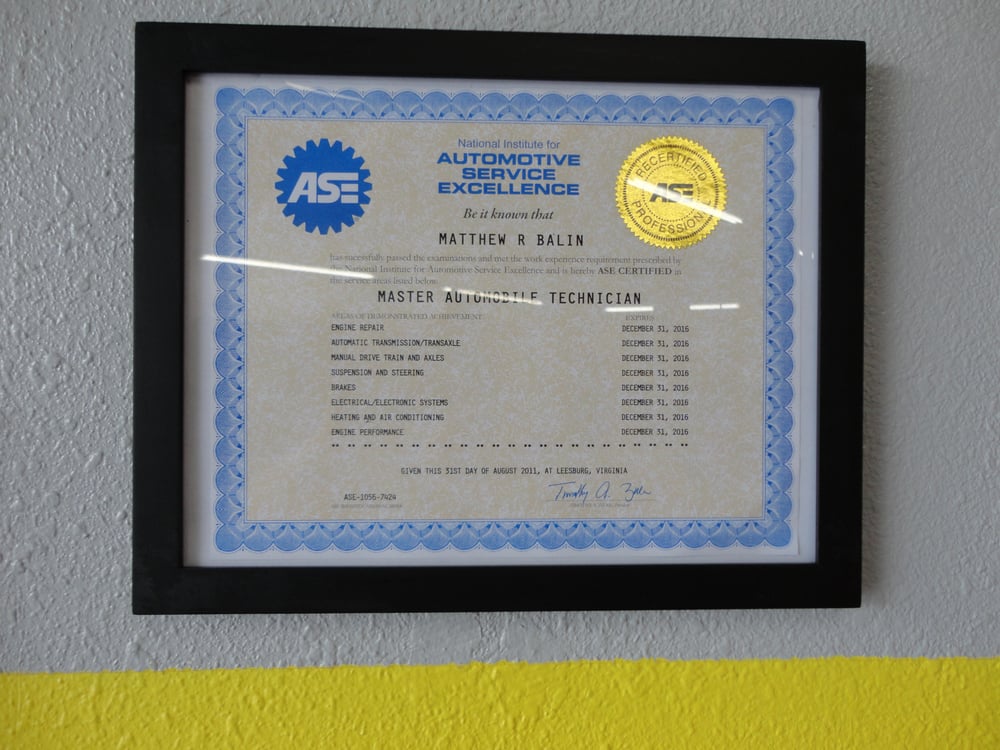 National Institute for
AUTOMOTIVE
SERVICE
EXCELLENCE
ASE
RECERTIFIED
ASE
PROFESSIONAL
Be it known that
MATTHEW R BALIN
has sucessfully passed the examinations and met the work experience requirement prescribed by
the National Institute for Automotive Service Excellence and is hereby ASE CERTIFIED in
the service areas listed below.
MASTER AUTOMOBILE TECHNICIAN
AREAS OF DEMONSTRATED ACHIEVEMENT EXPIRES
ENGINE REPAIR DECEMBER 31, 2016
AUTOMATIC TRANSMISSION/TRANSAXLE DECEMBER 31, 2016
MANUAL DRIVE TRAIN AND AXLES DECEMBER 31, 2016
SUSPENSION AND STEERING DECEMBER 31, 2016
BRAKES DECEMBER 31, 2016
ELECTRICAL/ELECTRONIC SYSTEMS DECEMBER 31, 2016
HEATING AND AIR CONDITIONING DECEMBER 31, 2016
ENGINE PERFORMANCE DECEMBER 31, 2016
** ** ** ** ** ** ** ** ** ** ** ** ** ** ** ** ** ** ** ** ** ** **
GIVEN THIS 31ST DAY OF AUGUST 2011, AT LEESBURG, VIRGINIA
ASE-1056-7424
Timothy A. Zilke